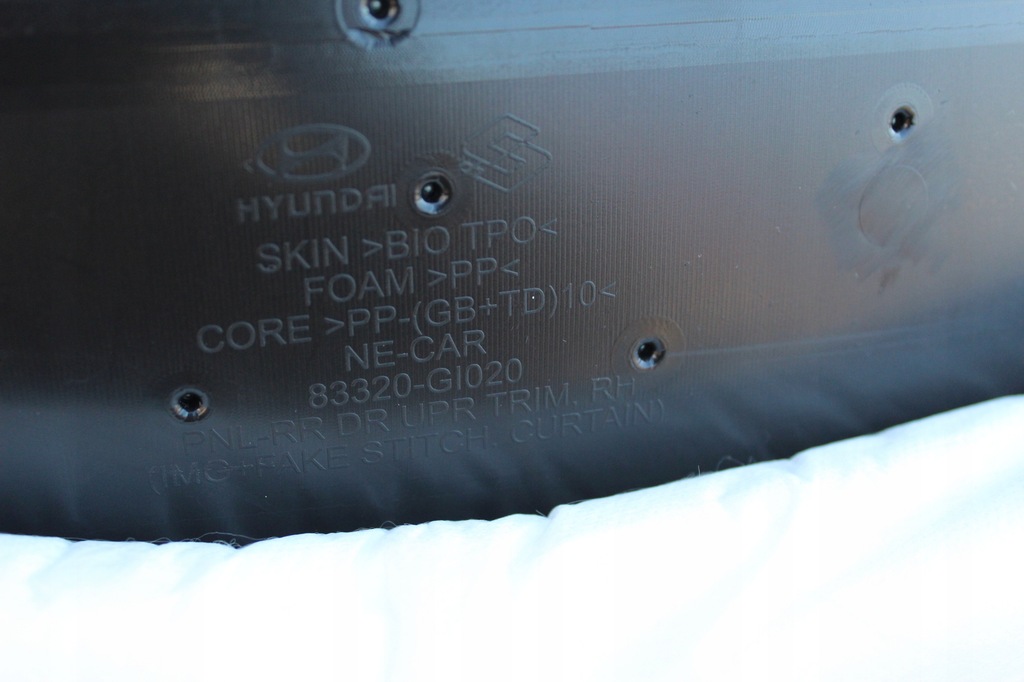 HYUNDAI
SKIN >BIO TPO<
FOAM >PP<
CORE >PP-(GB+TD)10<
NE-CAR
83320-GI020
PNL-RR DR UPR TRIM, RH
(IMG+FAKE STITCH, CURTAIN)